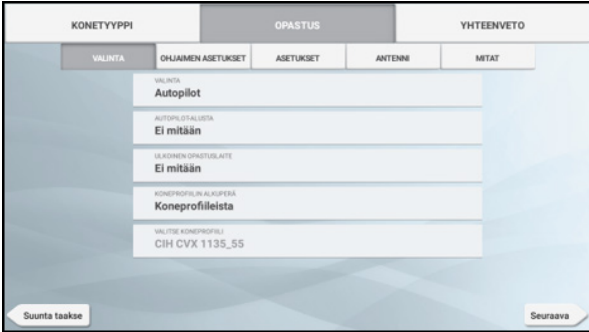 KONETYYPPI
OPASTUS
YHTEENVETO
VALINTA
OHJAIMEN ASETUKSET
ASETUKSET
ANTENNI
MITAT
VALINTA
Autopilot
AUTOPILOT-ALUSTA
Ei mitään
ULKOINEN OPASTUSLAITE
Ei mitään
KONEPROFIILIN ALKUPERÄ
Koneprofiileista
VALITSE KONEPROFIILI
CIH CVX 1135_55
Suunta taakse
Seuraava